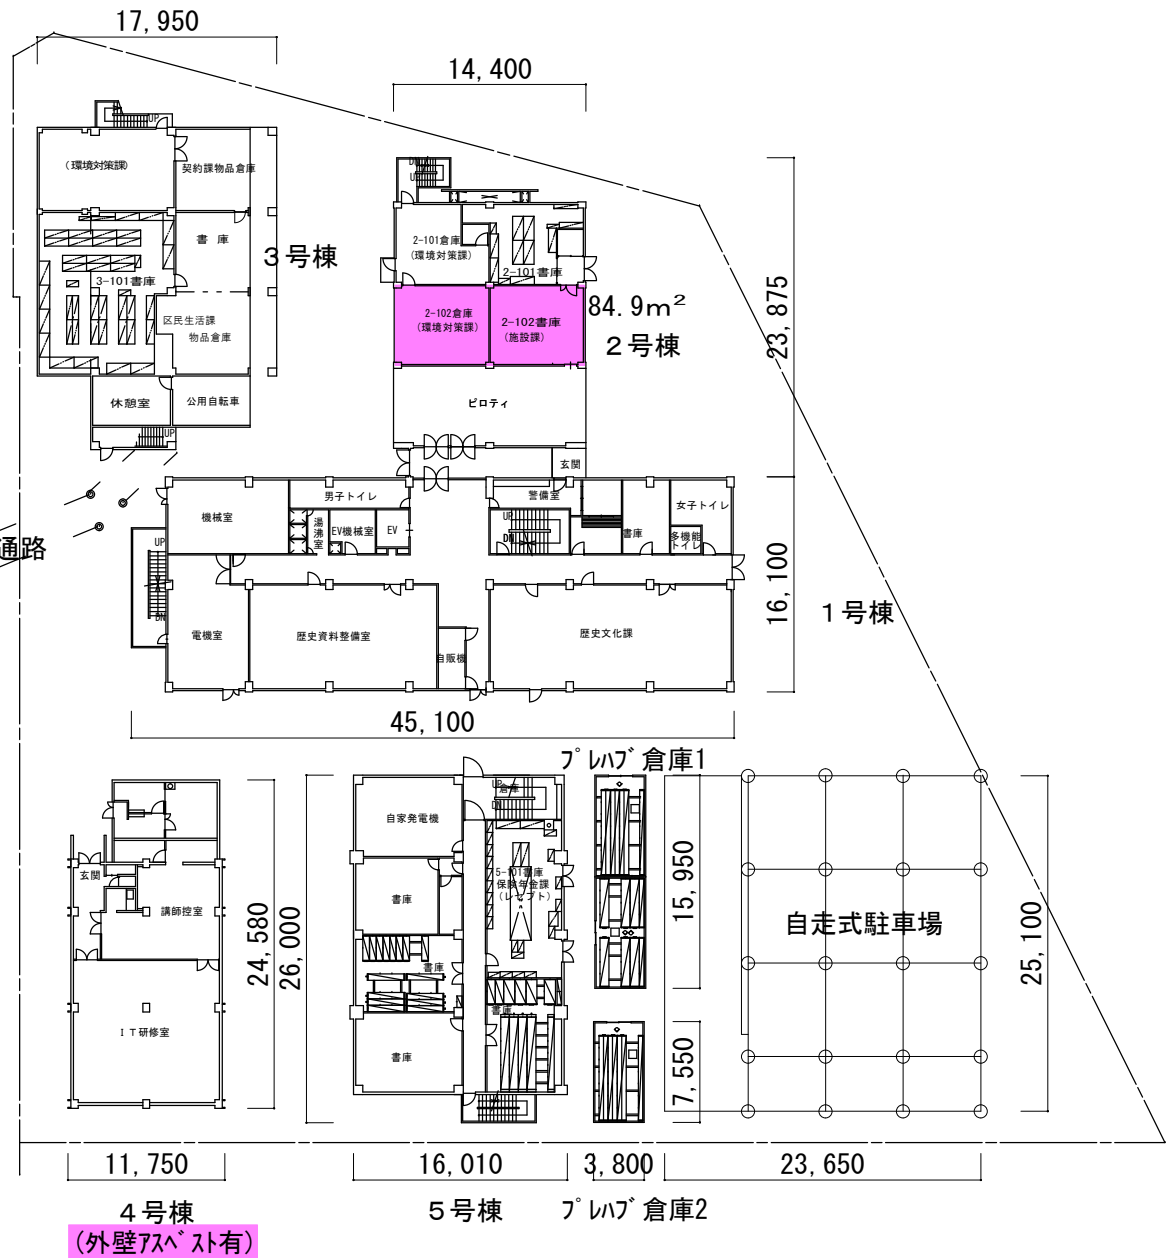 17,950
14,400
UP
(環境対策課)
契約課物品倉庫
書 庫
3号棟
3-101書庫
区民生活課
物品倉庫
休憩室
公用自転車
UP
DN
UP
2-101倉庫
(環境対策課)
2-101書庫
84.9m²
2-102倉庫
(環境対策課)
2-102書庫
(施設課)
2号棟
23,875
ピロティ
玄関
通路
機械室
男子トイレ
湯沸室
EV機械室
EV
警備室
UP
DN
書庫
女子トイレ
多機能
トイレ
16,100
1号棟
UP
DN
電機室
歴史資料整備室
自販機
歴史文化課
45,100
プレハブ倉庫1
玄関
講師控室
IT研修室
24,580
26,000
自家発電機
UP
倉庫
DN
書庫
5-101書庫
保険年金課
(レセプト)
書庫
書庫
書庫
15,950
7,550
自走式駐車場
25,100
11,750
16,010
3,800
23,650
4号棟
(外壁アスベスト有)
5号棟
プレハブ倉庫2